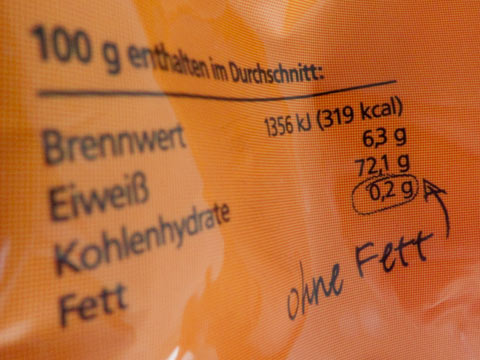 100 g enthalten im Durchschnitt:
Brennwert 1356 kJ (319 kcal)
Eiweiß 6,3 g
Kohlenhydrate 72,1 g
Fett 0,2 g
ohne Fett